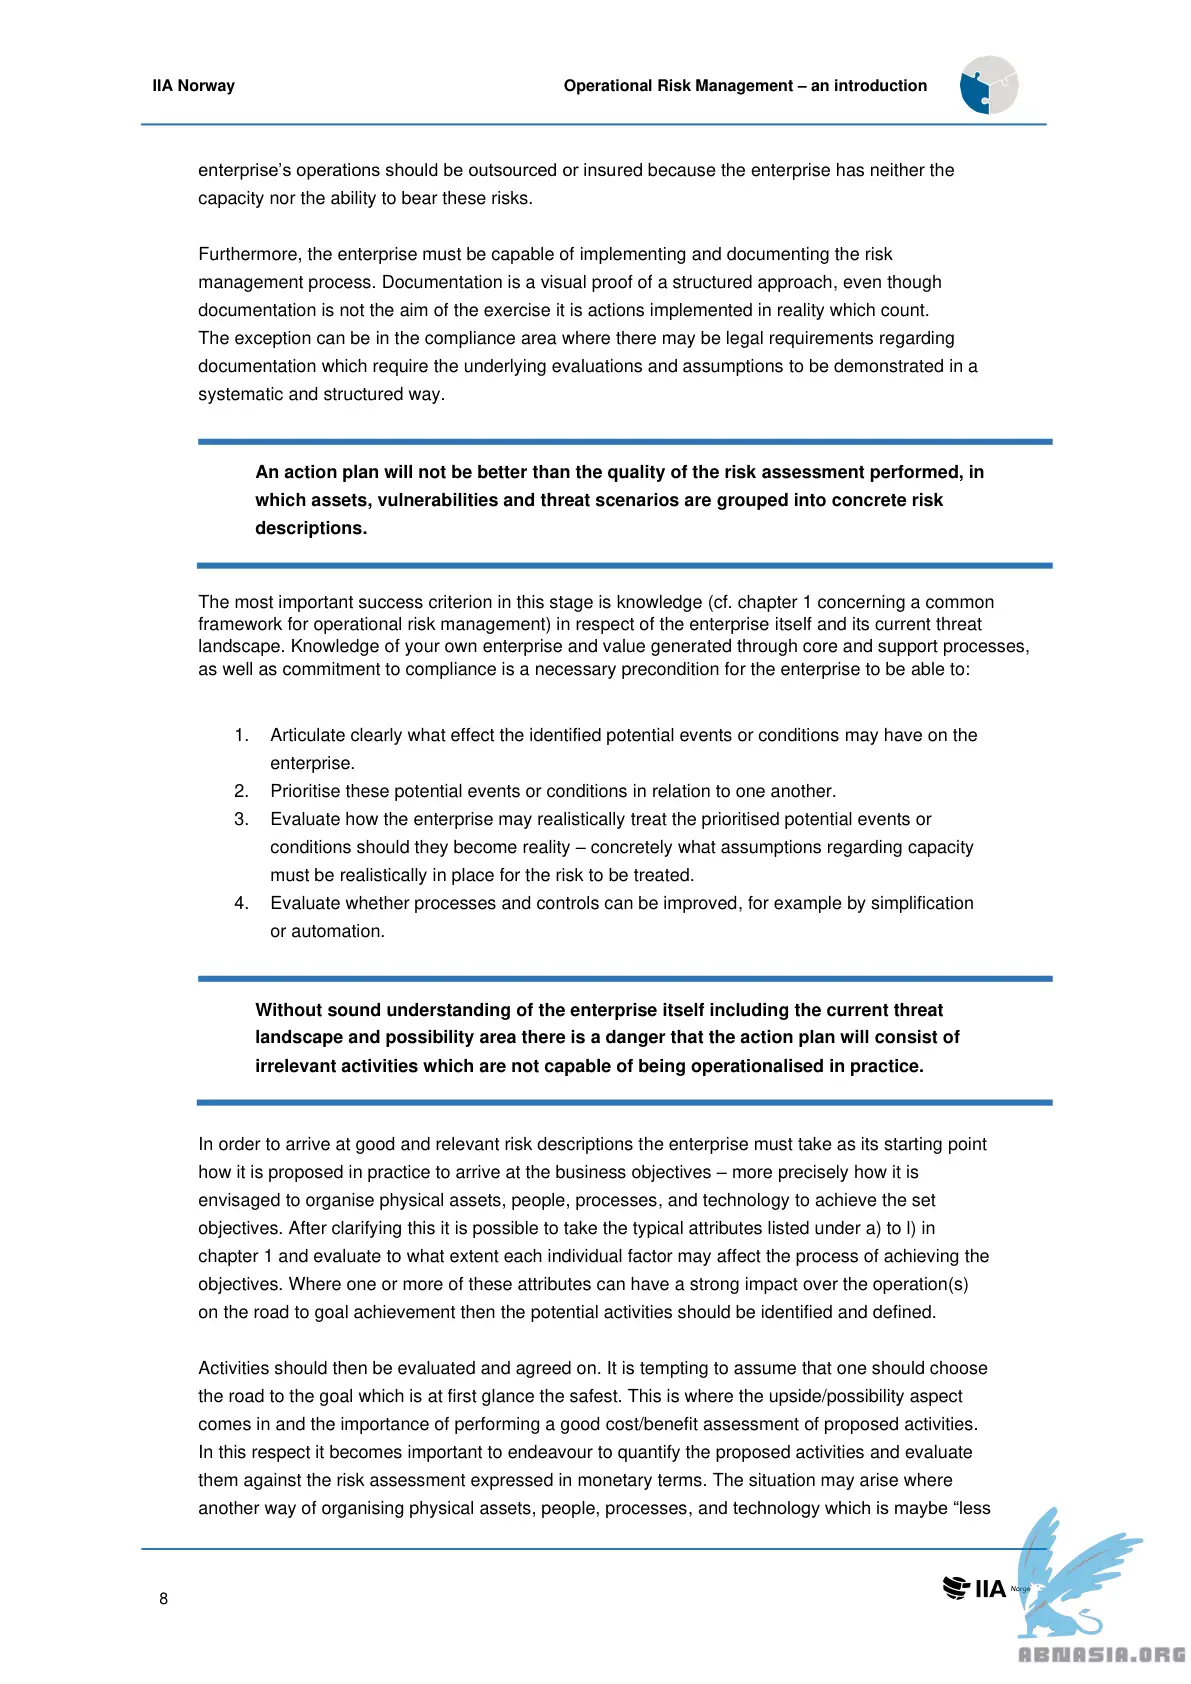 IIA Norway
Operational Risk Management – an introduction
enterprise’s operations should be outsourced or insured because the enterprise has neither the
capacity nor the ability to bear these risks.
Furthermore, the enterprise must be capable of implementing and documenting the risk
management process. Documentation is a visual proof of a structured approach, even though
documentation is not the aim of the exercise it is actions implemented in reality which count.
The exception can be in the compliance area where there may be legal requirements regarding
documentation which require the underlying evaluations and assumptions to be demonstrated in a
systematic and structured way.
An action plan will not be better than the quality of the risk assessment performed, in
which assets, vulnerabilities and threat scenarios are grouped into concrete risk
descriptions.
The most important success criterion in this stage is knowledge (cf. chapter 1 concerning a common
framework for operational risk management) in respect of the enterprise itself and its current threat
landscape. Knowledge of your own enterprise and value generated through core and support processes,
as well as commitment to compliance is a necessary precondition for the enterprise to be able to:
1. Articulate clearly what effect the identified potential events or conditions may have on the
enterprise.
2. Prioritise these potential events or conditions in relation to one another.
3. Evaluate how the enterprise may realistically treat the prioritised potential events or
conditions should they become reality – concretely what assumptions regarding capacity
must be realistically in place for the risk to be treated.
4. Evaluate whether processes and controls can be improved, for example by simplification
or automation.
Without sound understanding of the enterprise itself including the current threat
landscape and possibility area there is a danger that the action plan will consist of
irrelevant activities which are not capable of being operationalised in practice.
In order to arrive at good and relevant risk descriptions the enterprise must take as its starting point
how it is proposed in practice to arrive at the business objectives – more precisely how it is
envisaged to organise physical assets, people, processes, and technology to achieve the set
objectives. After clarifying this it is possible to take the typical attributes listed under a) to l) in
chapter 1 and evaluate to what extent each individual factor may affect the process of achieving the
objectives. Where one or more of these attributes can have a strong impact over the operation(s)
on the road to goal achievement then the potential activities should be identified and defined.
Activities should then be evaluated and agreed on. It is tempting to assume that one should choose
the road to the goal which is at first glance the safest. This is where the upside/possibility aspect
comes in and the importance of performing a good cost/benefit assessment of proposed activities.
In this respect it becomes important to endeavour to quantify the proposed activities and evaluate
them against the risk assessment expressed in monetary terms. The situation may arise where
another way of organising physical assets, people, processes, and technology which is maybe “less
8
IIA Norge
ABNASIA.ORG